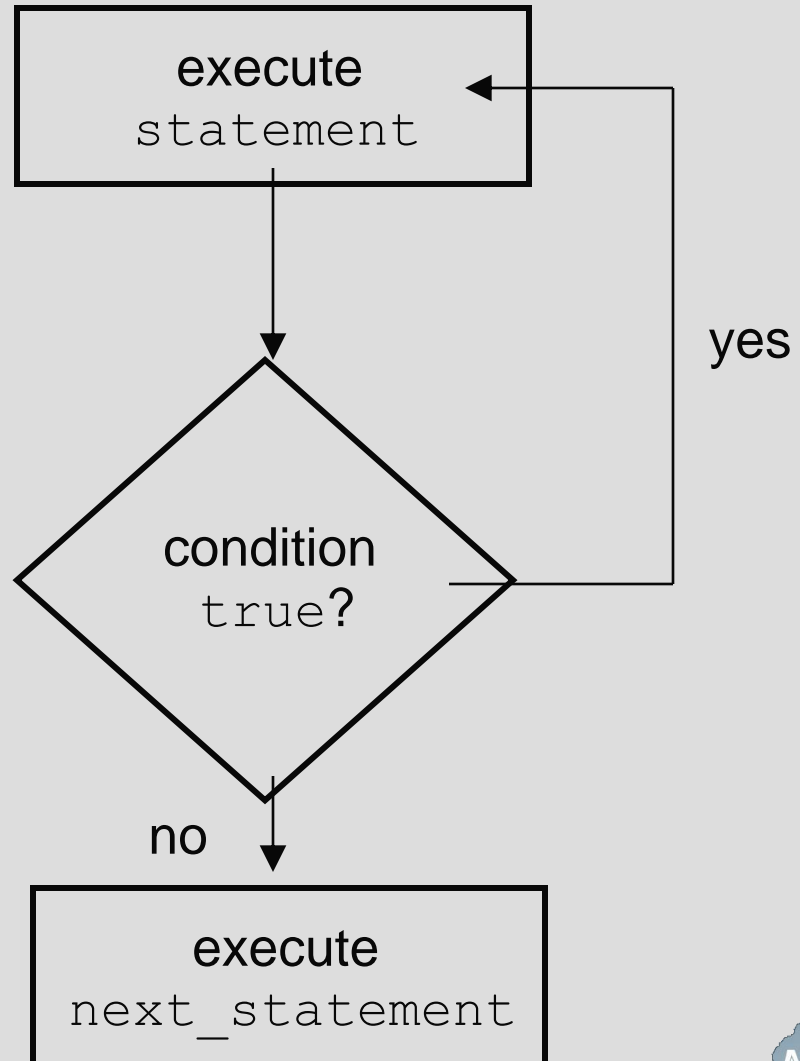 execute
statement
yes
condition
true?
no
execute
next_statement